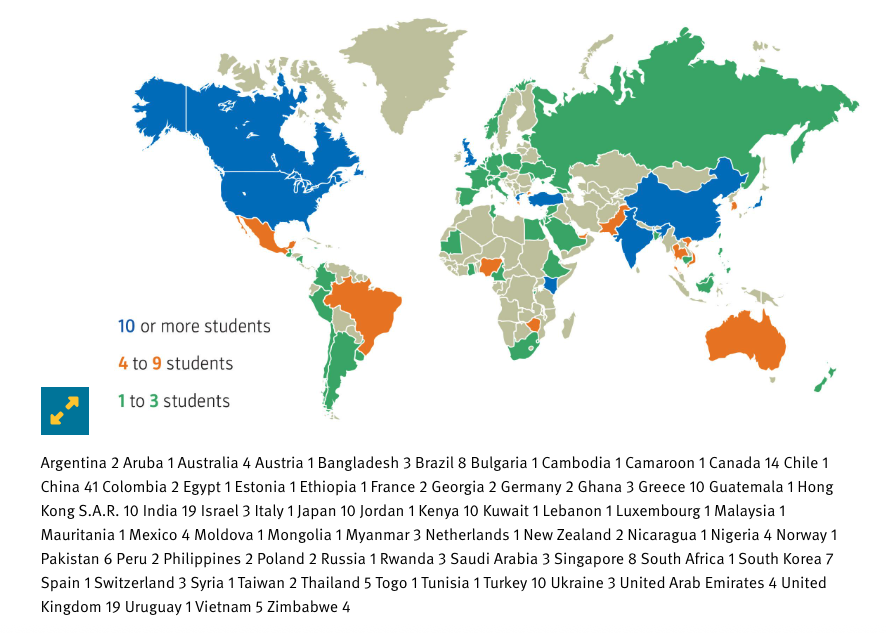 10 or more students
4 to 9 students
1 to 3 students
Argentina 2 Aruba 1 Australia 4 Austria 1 Bangladesh 3 Brazil 8 Bulgaria 1 Cambodia 1 Camaroon 1 Canada 14 Chile 1
China 41 Colombia 2 Egypt 1 Estonia 1 Ethiopia 1 France 2 Georgia 2 Germany 2 Ghana 3 Greece 10 Guatemala 1 Hong
Kong S.A.R. 10 India 19 Israel 3 Italy 1 Japan 10 Jordan 1 Kenya 10 Kuwait 1 Lebanon 1 Luxembourg 1 Malaysia 1
Mauritania 1 Mexico 4 Moldova 1 Mongolia 1 Myanmar 3 Netherlands 1 New Zealand 2 Nicaragua 1 Nigeria 4 Norway 1
Pakistan 6 Peru 2 Philippines 2 Poland 2 Russia 1 Rwanda 3 Saudi Arabia 3 Singapore 8 South Africa 1 South Korea 7
Spain 1 Switzerland 3 Syria 1 Taiwan 2 Thailand 5 Togo 1 Tunisia 1 Turkey 10 Ukraine 3 United Arab Emirates 4 United
Kingdom 19 Uruguay 1 Vietnam 5 Zimbabwe 4